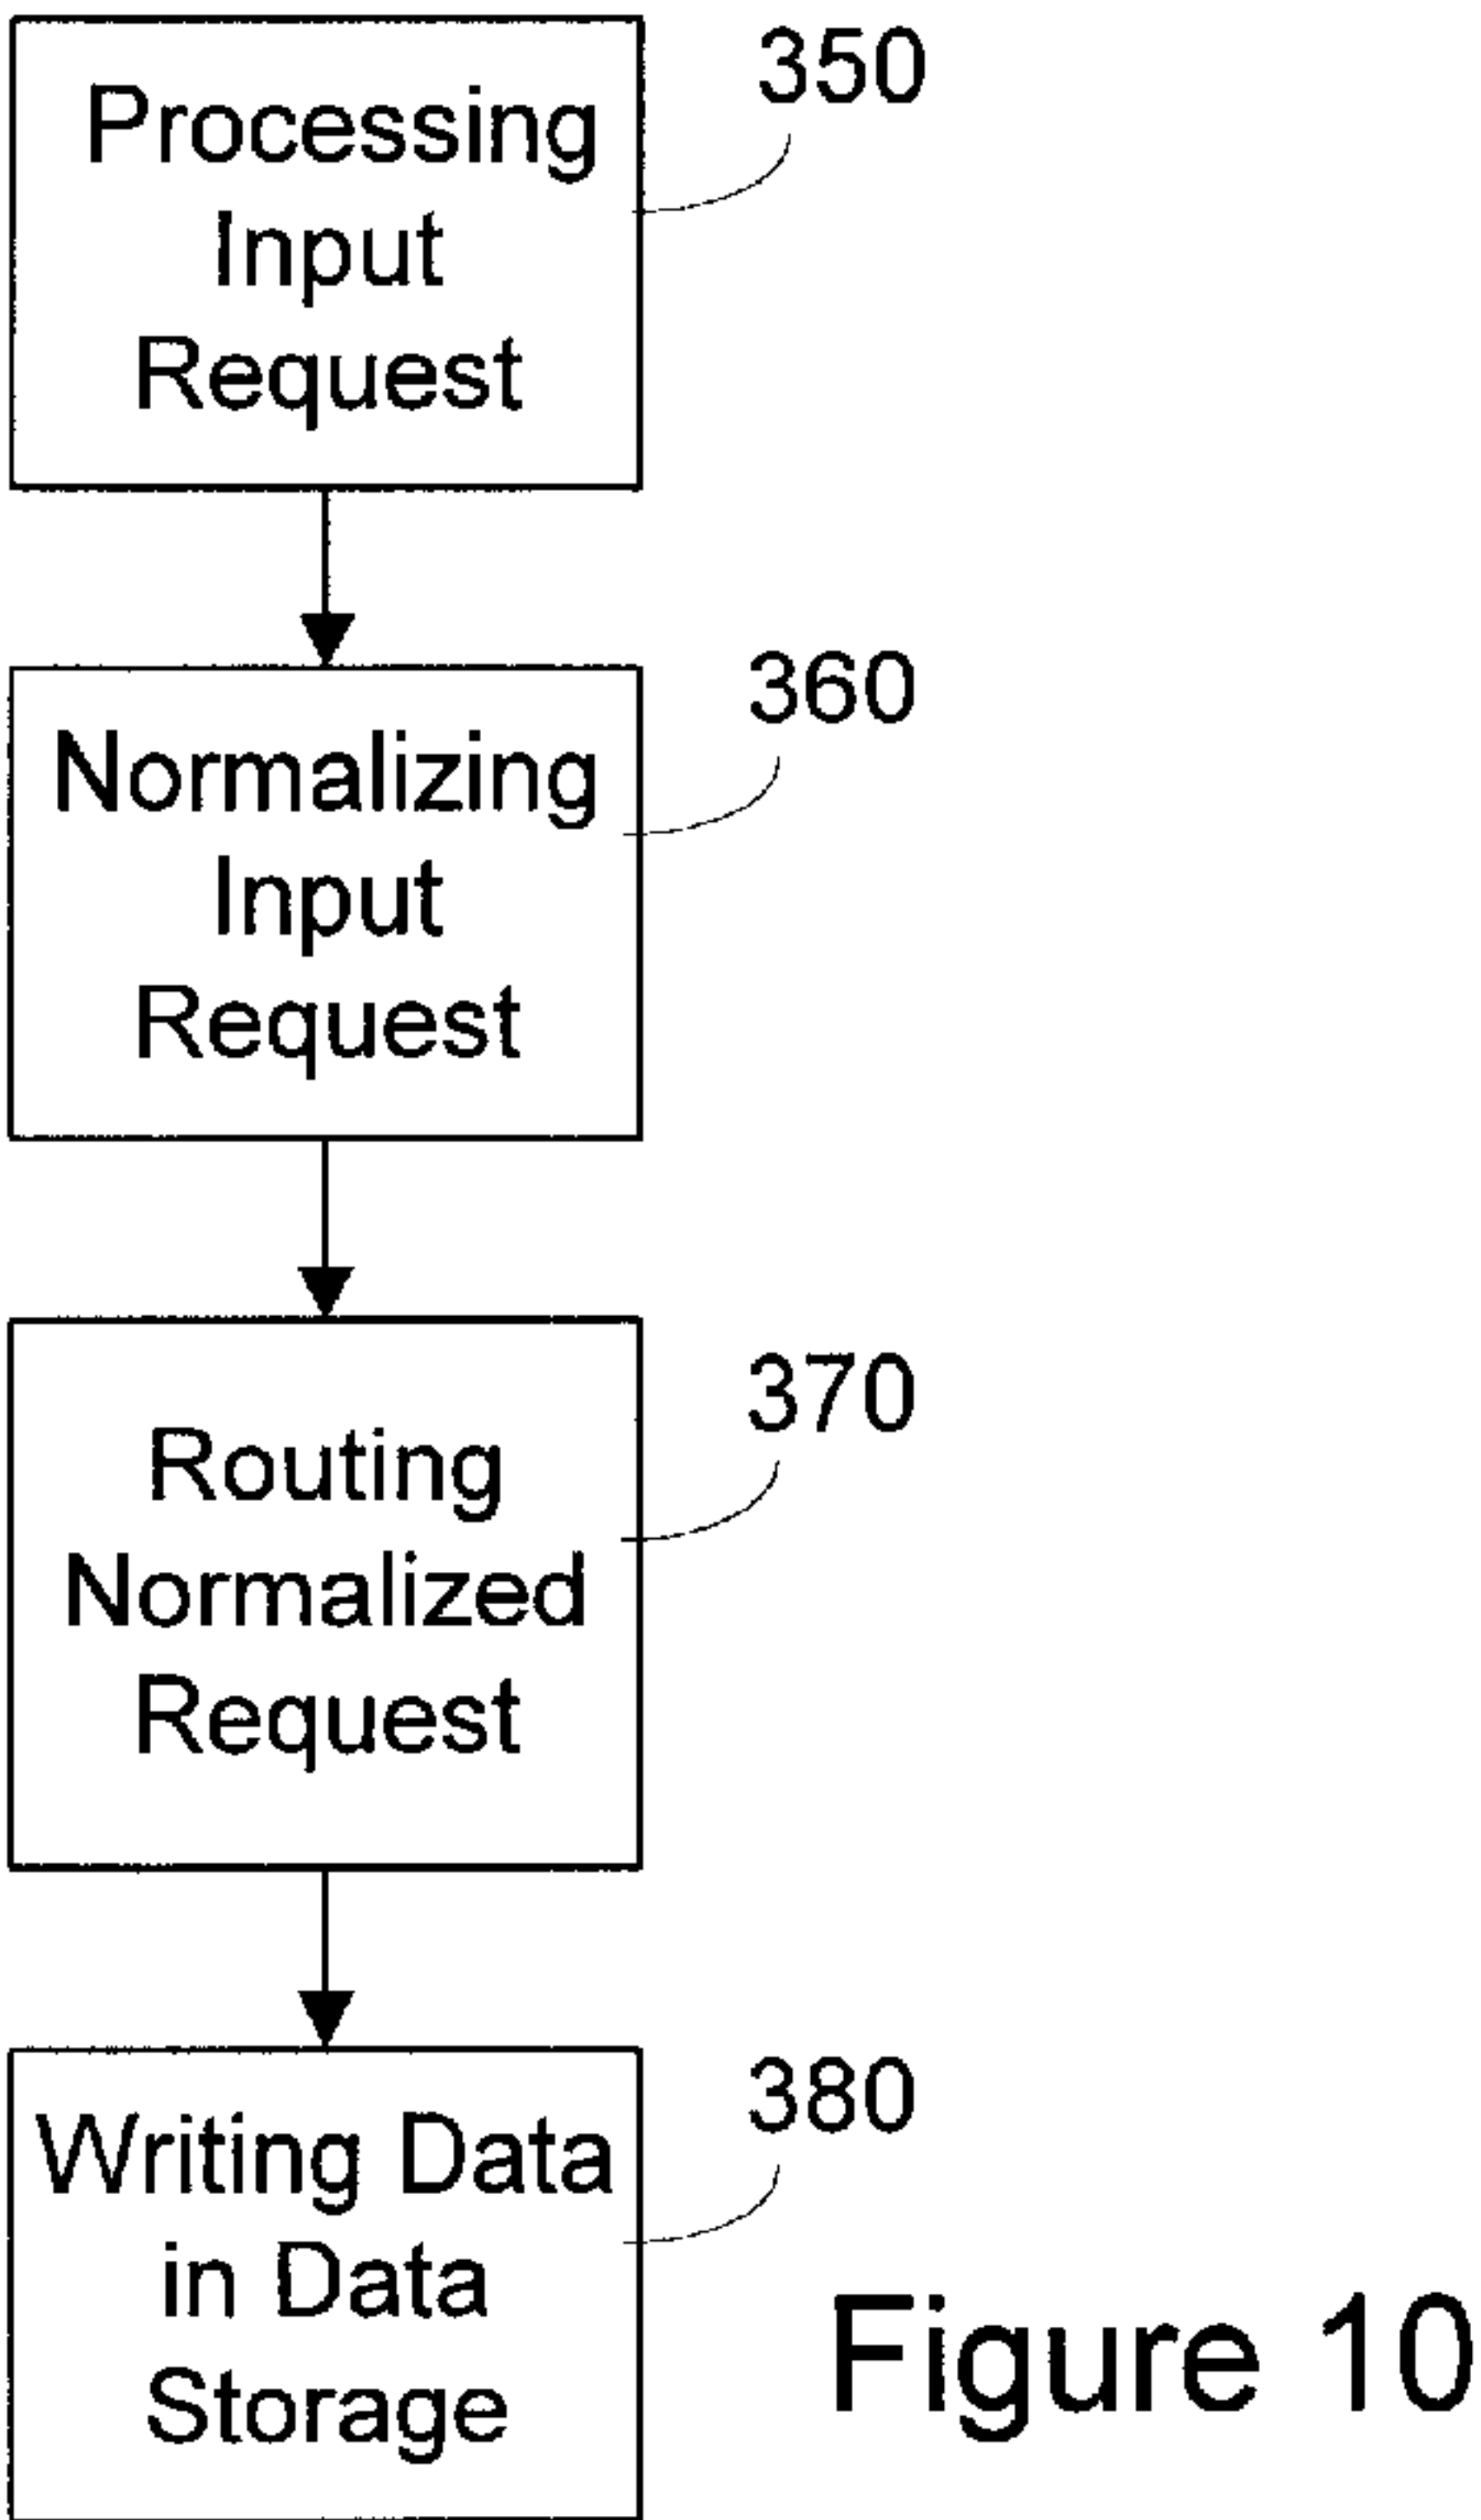 350
Processing
Input
Request
360
Normalizing
Input
Request
370
Routing
Normalized
Request
380
Writing Data
in Data
Storage
Figure 10